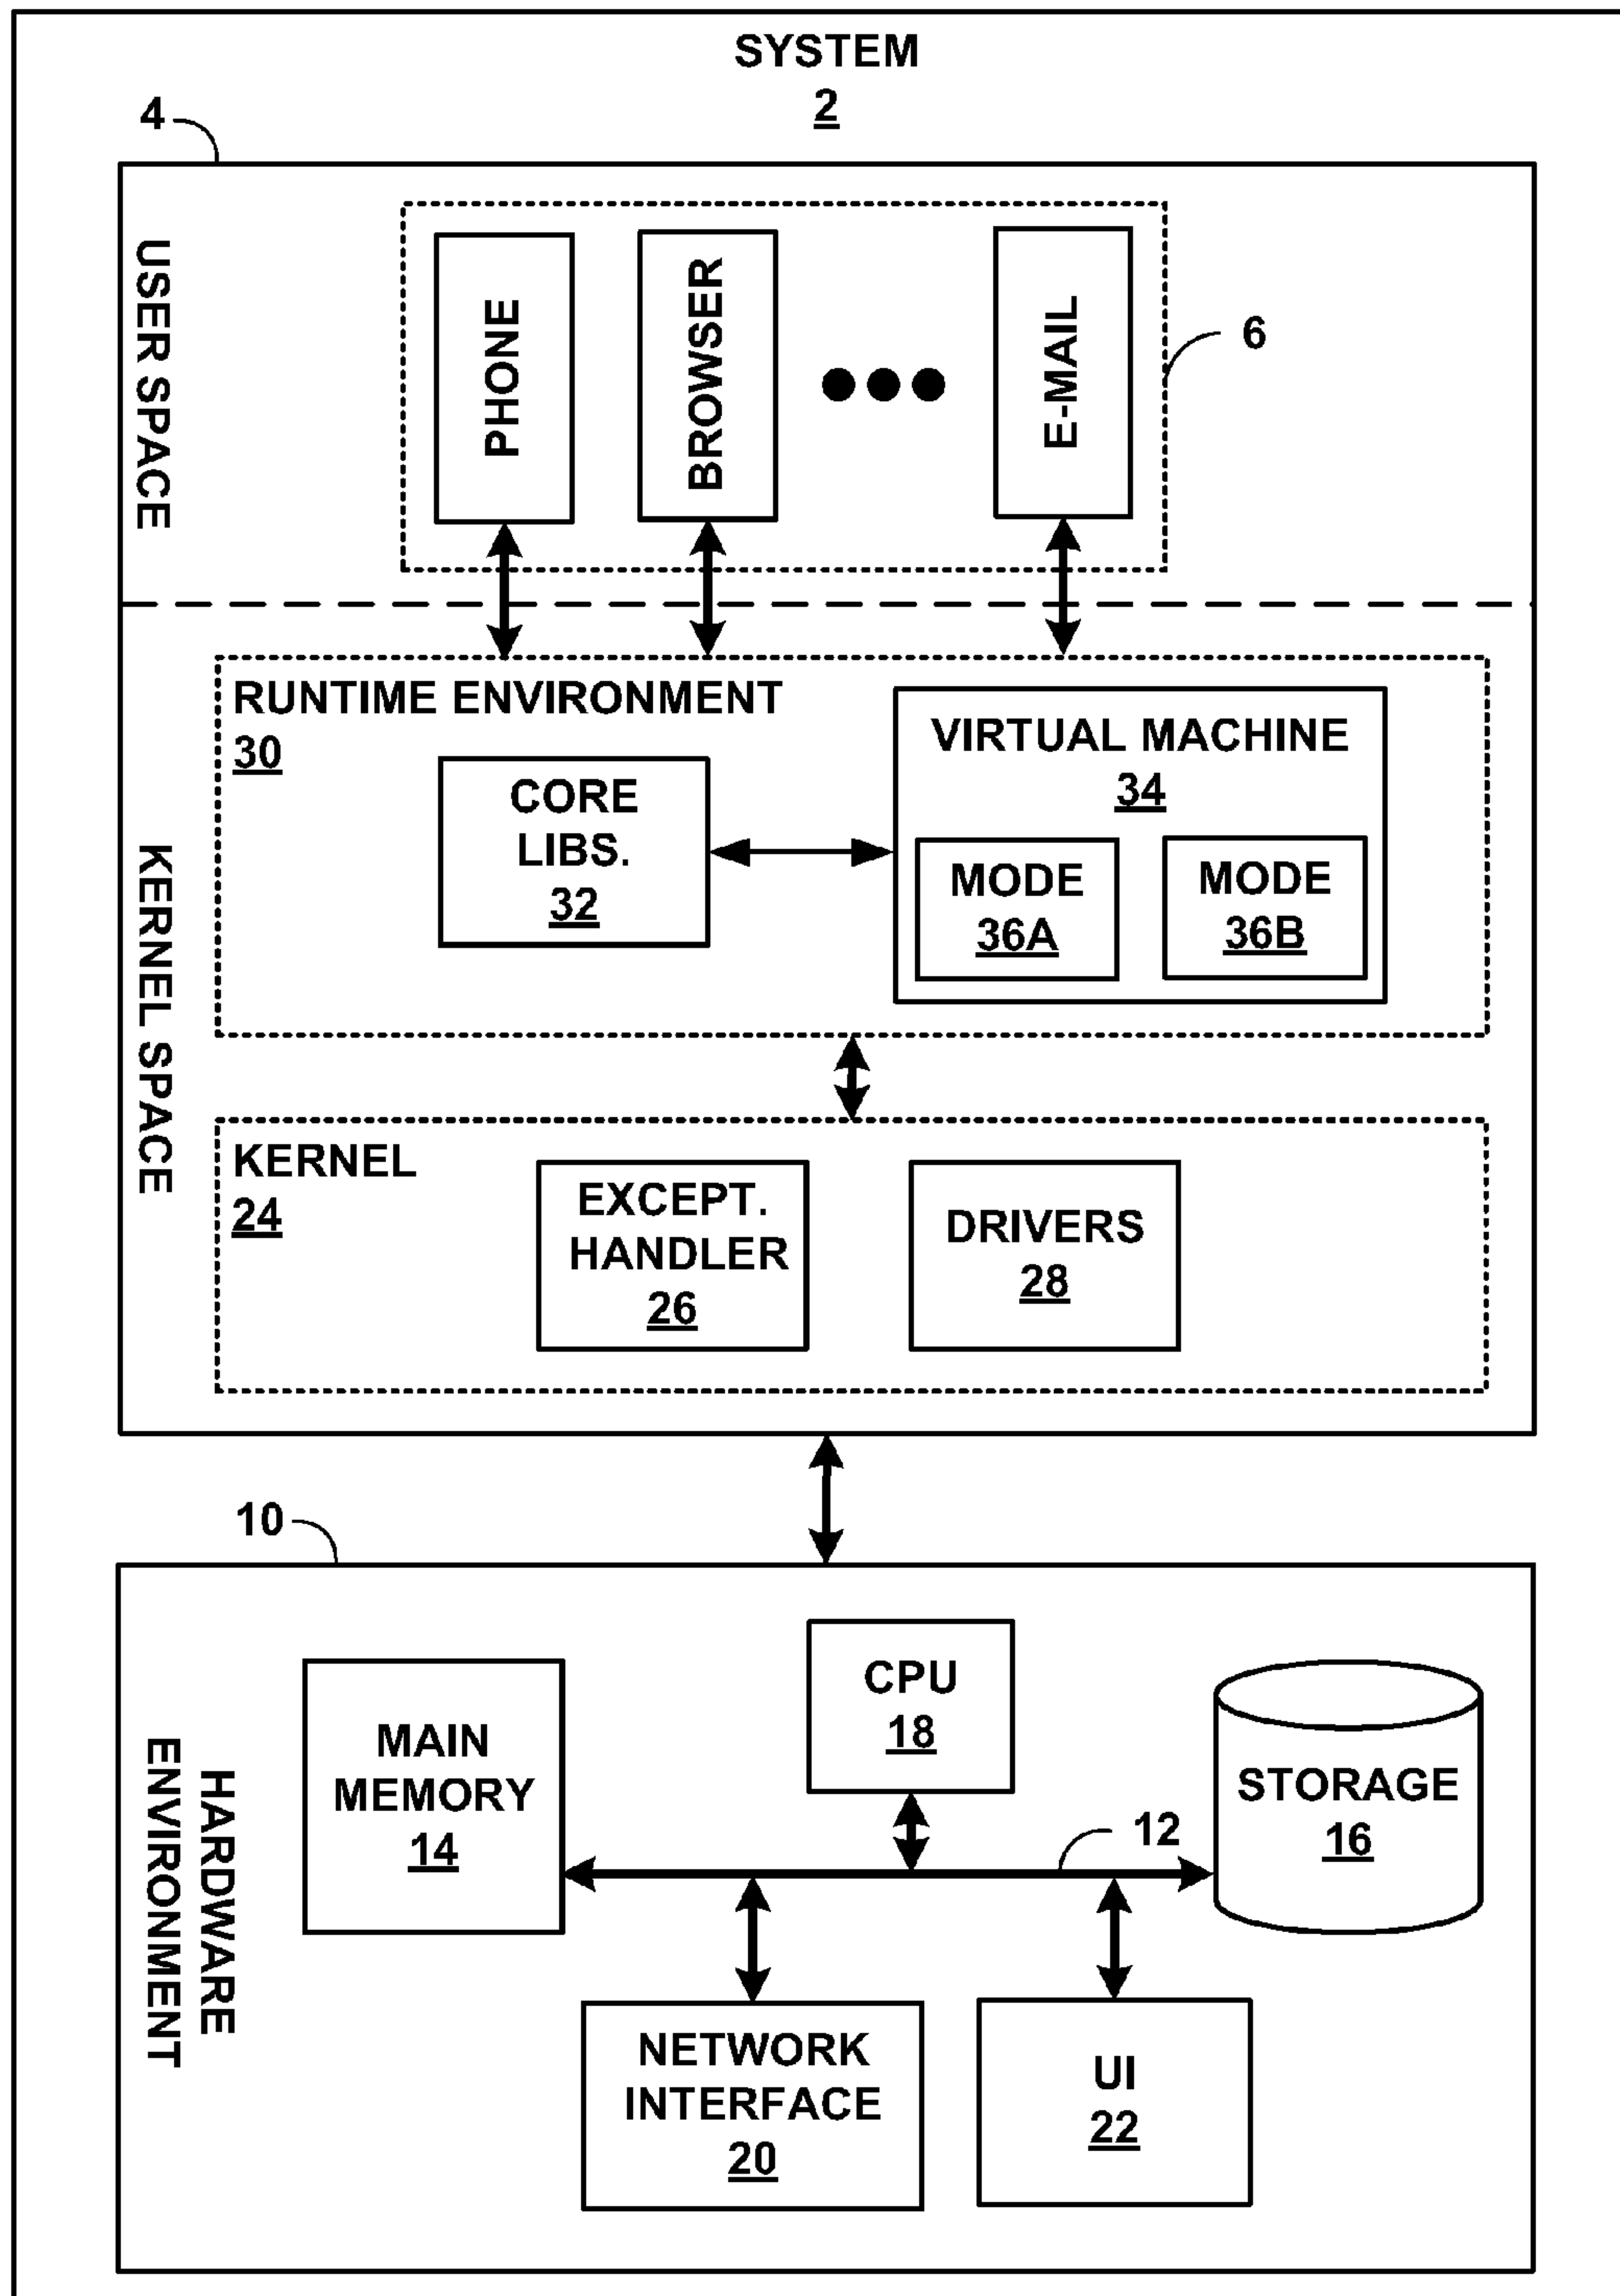 SYSTEM
2
4
USER SPACE
PHONE
BROWSER
E-MAIL
6
KERNEL SPACE
RUNTIME ENVIRONMENT
30
CORE
LIBS.
32
VIRTUAL MACHINE
34
MODE
36A
MODE
36B
KERNEL
24
EXCEPT.
HANDLER
26
DRIVERS
28
10
HARDWARE
ENVIRONMENT
MAIN
MEMORY
14
CPU
18
12
STORAGE
16
NETWORK
INTERFACE
20
UI
22